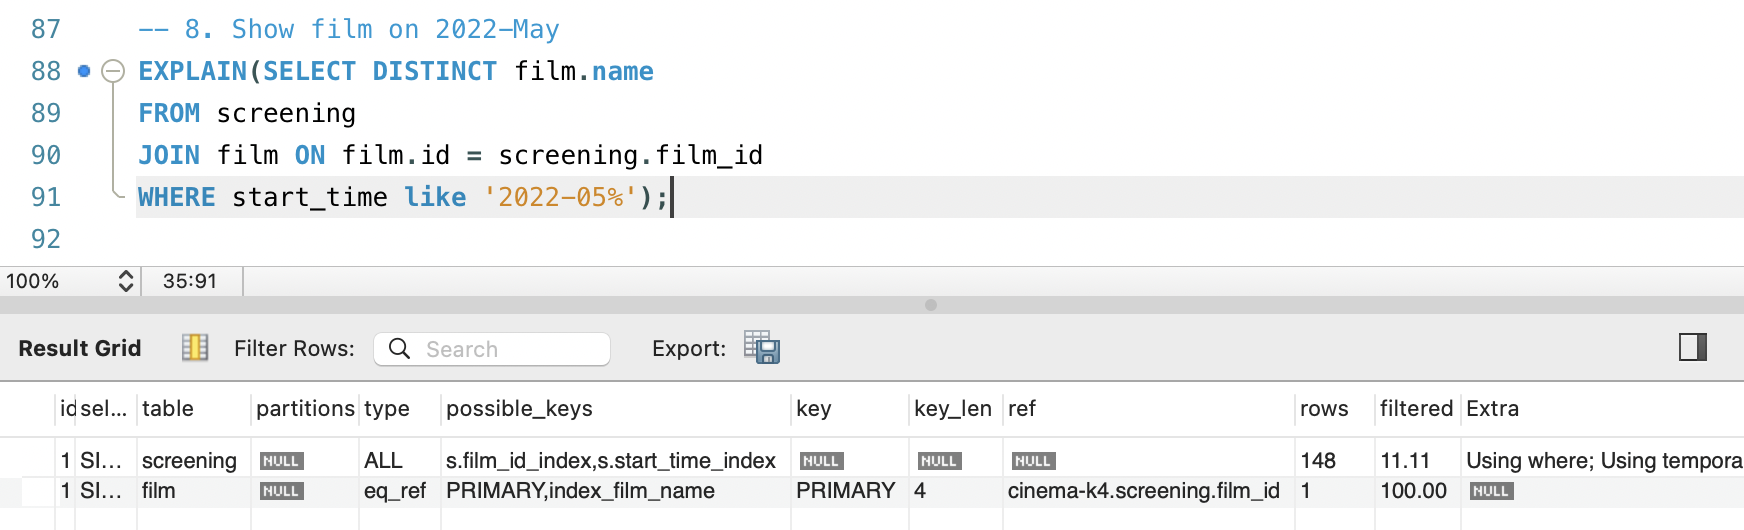 87 -- 8. Show film on 2022-May
88 EXPLAIN(SELECT DISTINCT film.name
89 FROM screening
90 JOIN film ON film.id = screening.film_id
91 WHERE start_time like '2022-05%');
92
100% 35:91
Result Grid Filter Rows: Search Export:
id sel... table partitions type possible_keys key key_len ref rows filtered Extra
1 SI... screening NULL ALL s.film_id_index,s.start_time_index NULL NULL NULL 148 11.11 Using where; Using tempora
1 SI... film NULL eq_ref PRIMARY,index_film_name PRIMARY 4 cinema-k4.screening.film_id 1 100.00 NULL